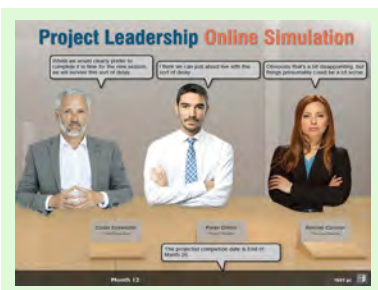 Project Leadership Online Simulation
Whilst we would clearly prefer to
complete it in time for the new season,
we will survive this sort of delay.
I think we can just about live with this
sort of delay.
Obviously that's a bit disappointing, but
things presumably could be a lot worse.
The projected completion date is End of
Month
Month 12